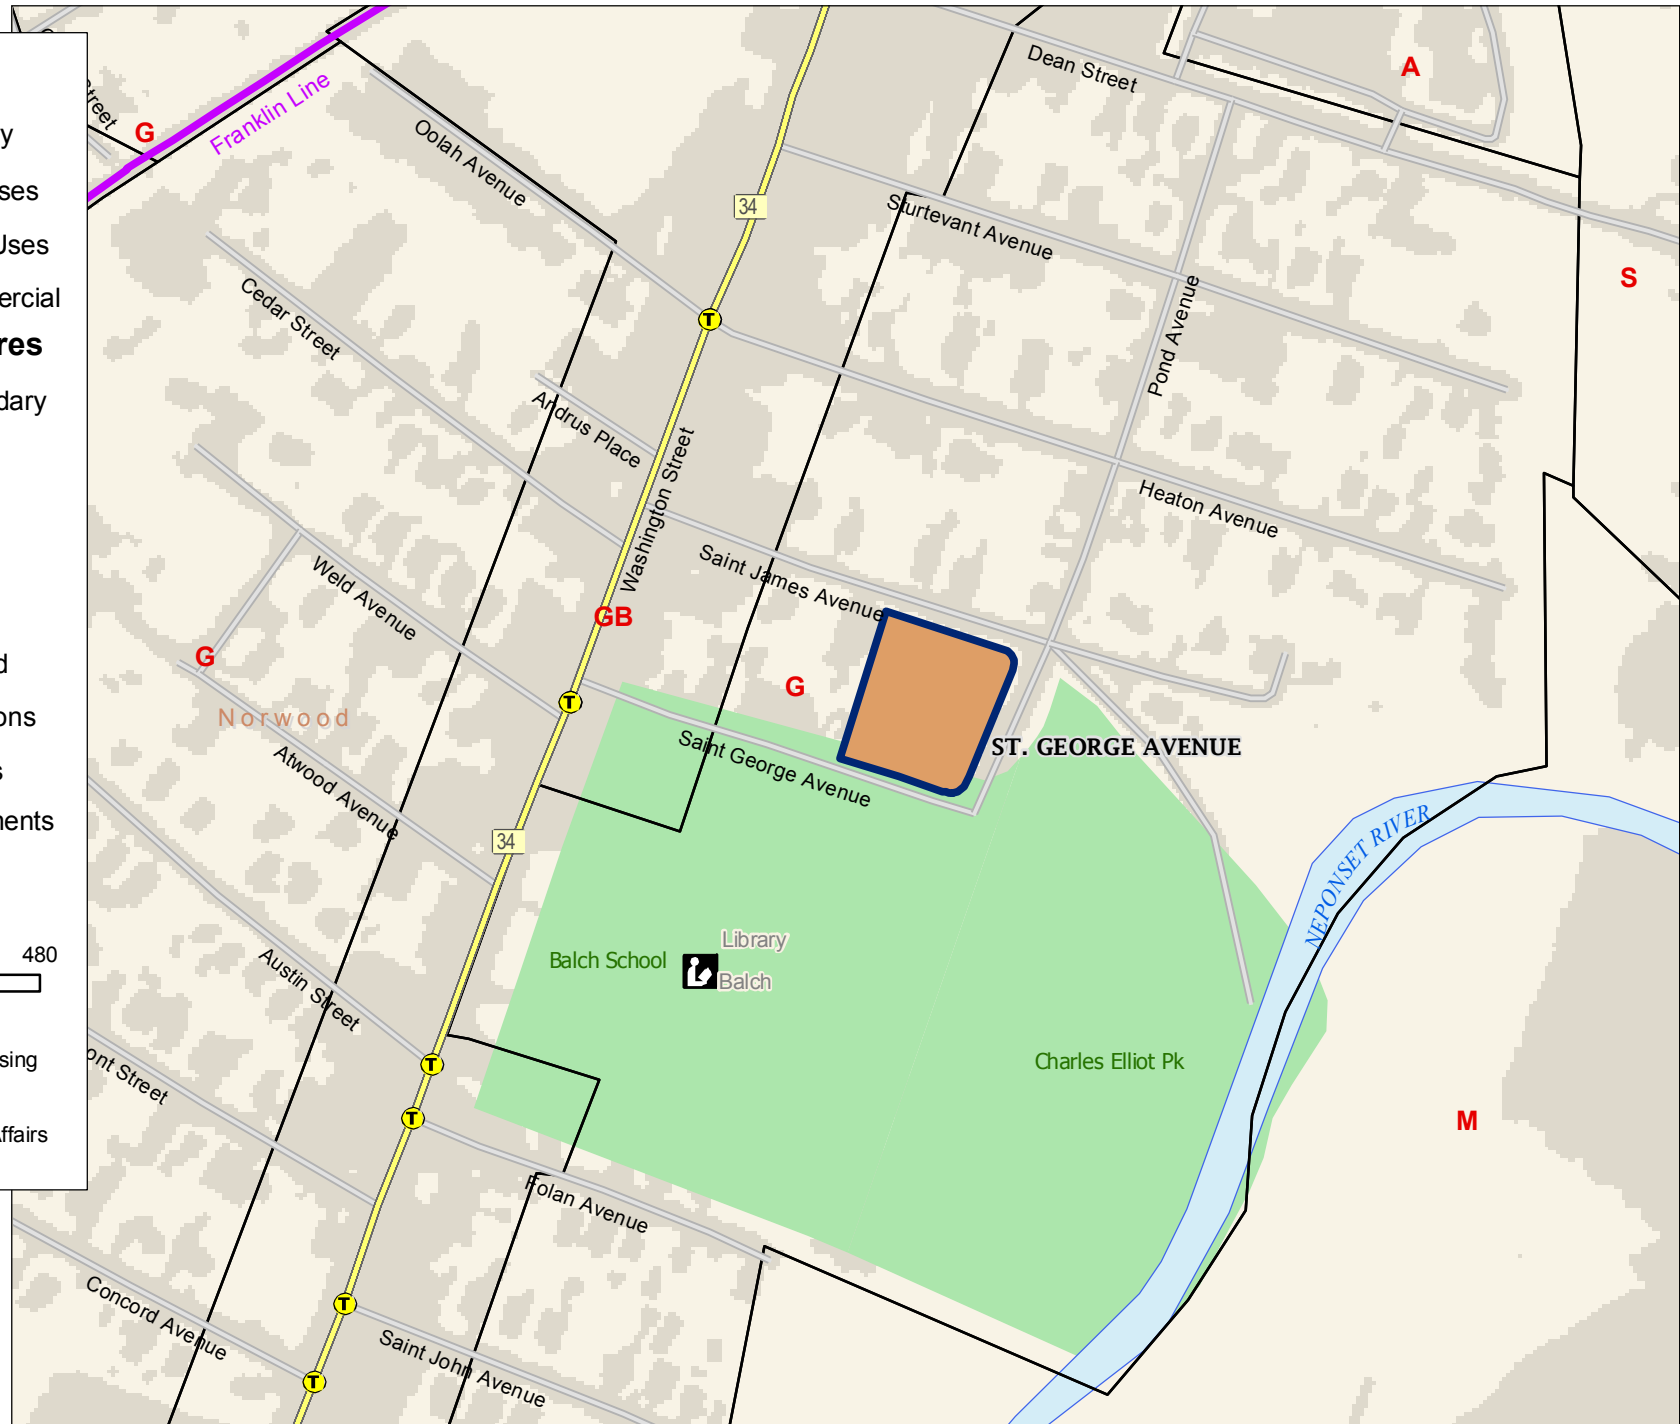 Street
y
ses
Uses
ercial
res
dary
d
ons
s
nents
480
sing
ffairs
Franklin Line
G
Oolah Avenue
34
Dean Street
A
Sturtevant Avenue
S
Cedar Street
T
Pond Avenue
Andrus Place
Washington Street
Heaton Avenue
Saint James Avenue
Weld Avenue
GB
G
G
Norwood
T
Saint George Avenue
ST. GEORGE AVENUE
Atwood Avenue
34
NEPONSET RIVER
Library
Balch School
Balch
Austin Street
Charles Elliot Pk
T
ont Street
T
M
Folan Avenue
Concord Avenue
T
Saint John Avenue
T